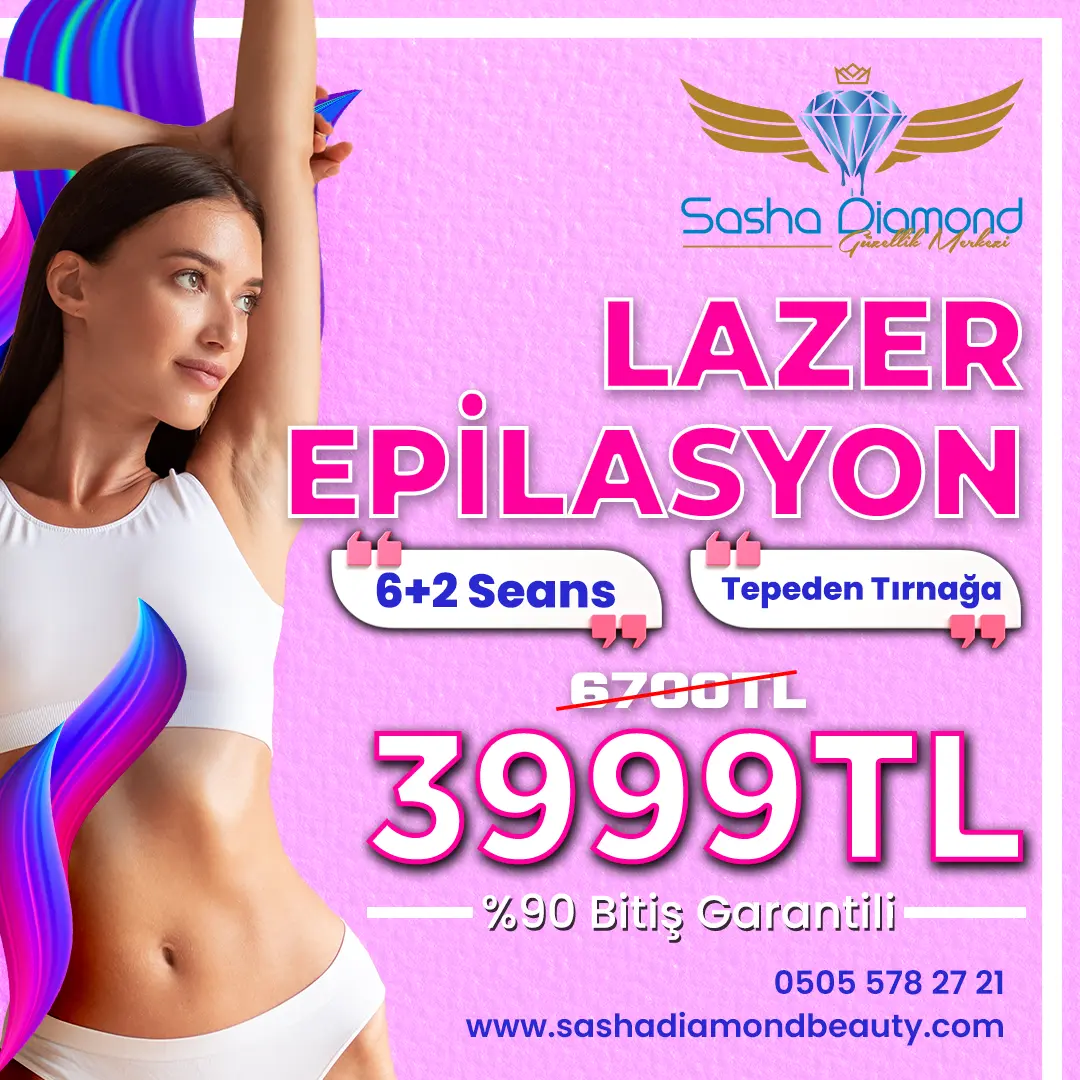 Sasha Diamond
Güzellik Merkezi
LAZER
EPİLASYON
6+2 Seans
Tepeden Tırnağa
6700TL
3999TL
%90 Bitiş Garantili
0505 578 27 21
www.sashadiamondbeauty.com